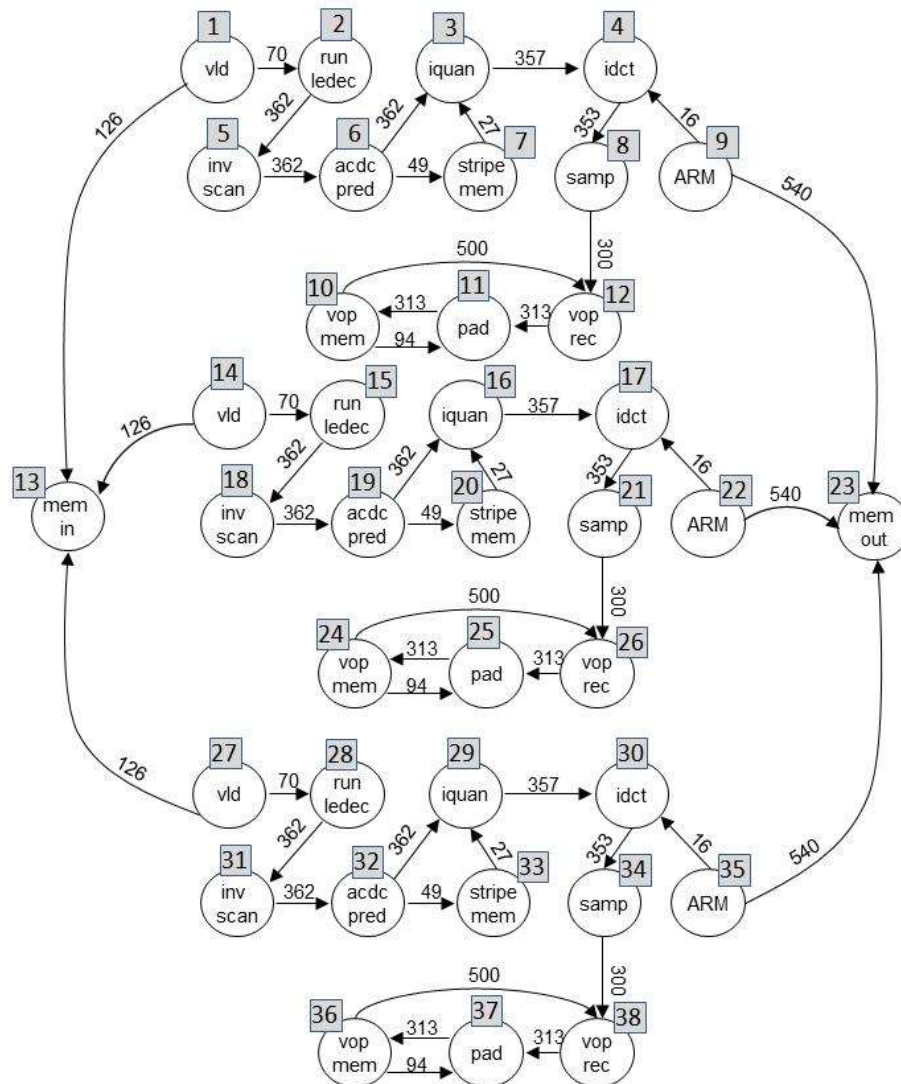 1
2
3
4
vld
70
run
ledec
iquan
357
idct
126
362
362
27
353
16
5
6
7
8
9
inv
scan
362
acdc
pred
49
stripe
mem
samp
ARM
540
500
300
10
11
12
vop
mem
313
pad
313
vop
rec
94
14
15
16
17
vld
70
run
ledec
iquan
357
idct
126
362
362
27
353
16
13
18
19
20
21
22
23
mem
in
inv
scan
362
acdc
pred
49
stripe
mem
samp
ARM
540
mem
out
500
300
24
25
26
vop
mem
313
pad
313
vop
rec
94
27
28
29
30
vld
70
run
ledec
iquan
357
idct
126
362
362
27
353
16
31
32
33
34
35
inv
scan
362
acdc
pred
49
stripe
mem
samp
ARM
540
500
300
36
37
38
vop
mem
313
pad
313
vop
rec
94